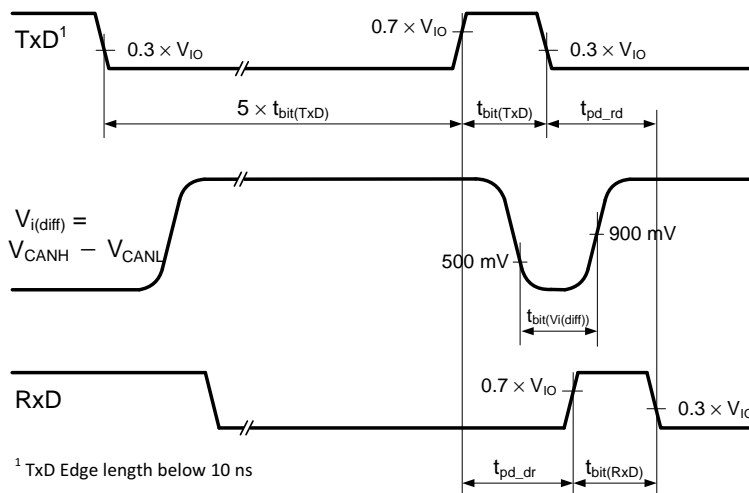 TxD¹
0.3 × V_IO
0.7 × V_IO
0.3 × V_IO
5 × t_bit(TxD)
t_bit(TxD)
t_pd_rd
V_i(diff) =
V_CANH − V_CANL
500 mV
900 mV
t_bit(Vi(diff))
RxD
0.7 × V_IO
0.3 × V_IO
¹ TxD Edge length below 10 ns
t_pd_dr
t_bit(RxD)